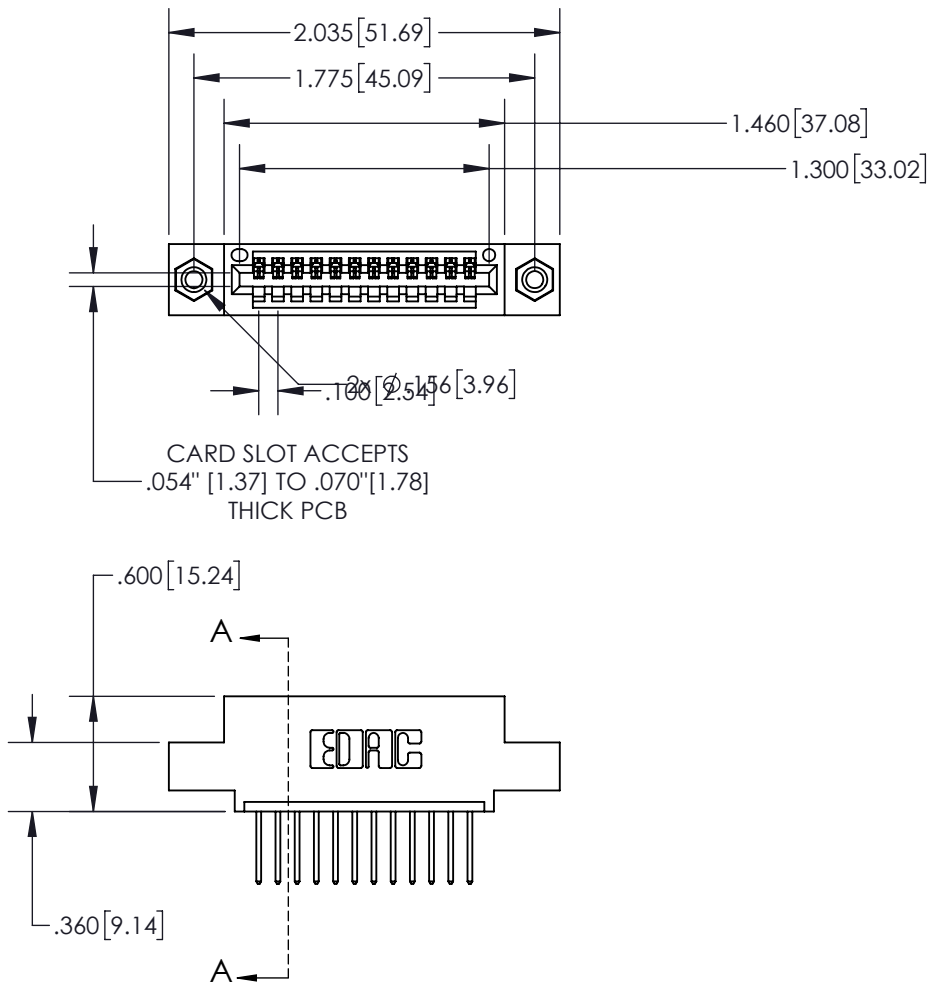 2.035[51.69]
1.775[45.09]
1.460[37.08]
1.300[33.02]
2x Ø .156[3.96]
.100[2.54]
CARD SLOT ACCEPTS
.054" [1.37] TO .070"[1.78]
THICK PCB
.600[15.24]
A
EDAC
.360[9.14]
A